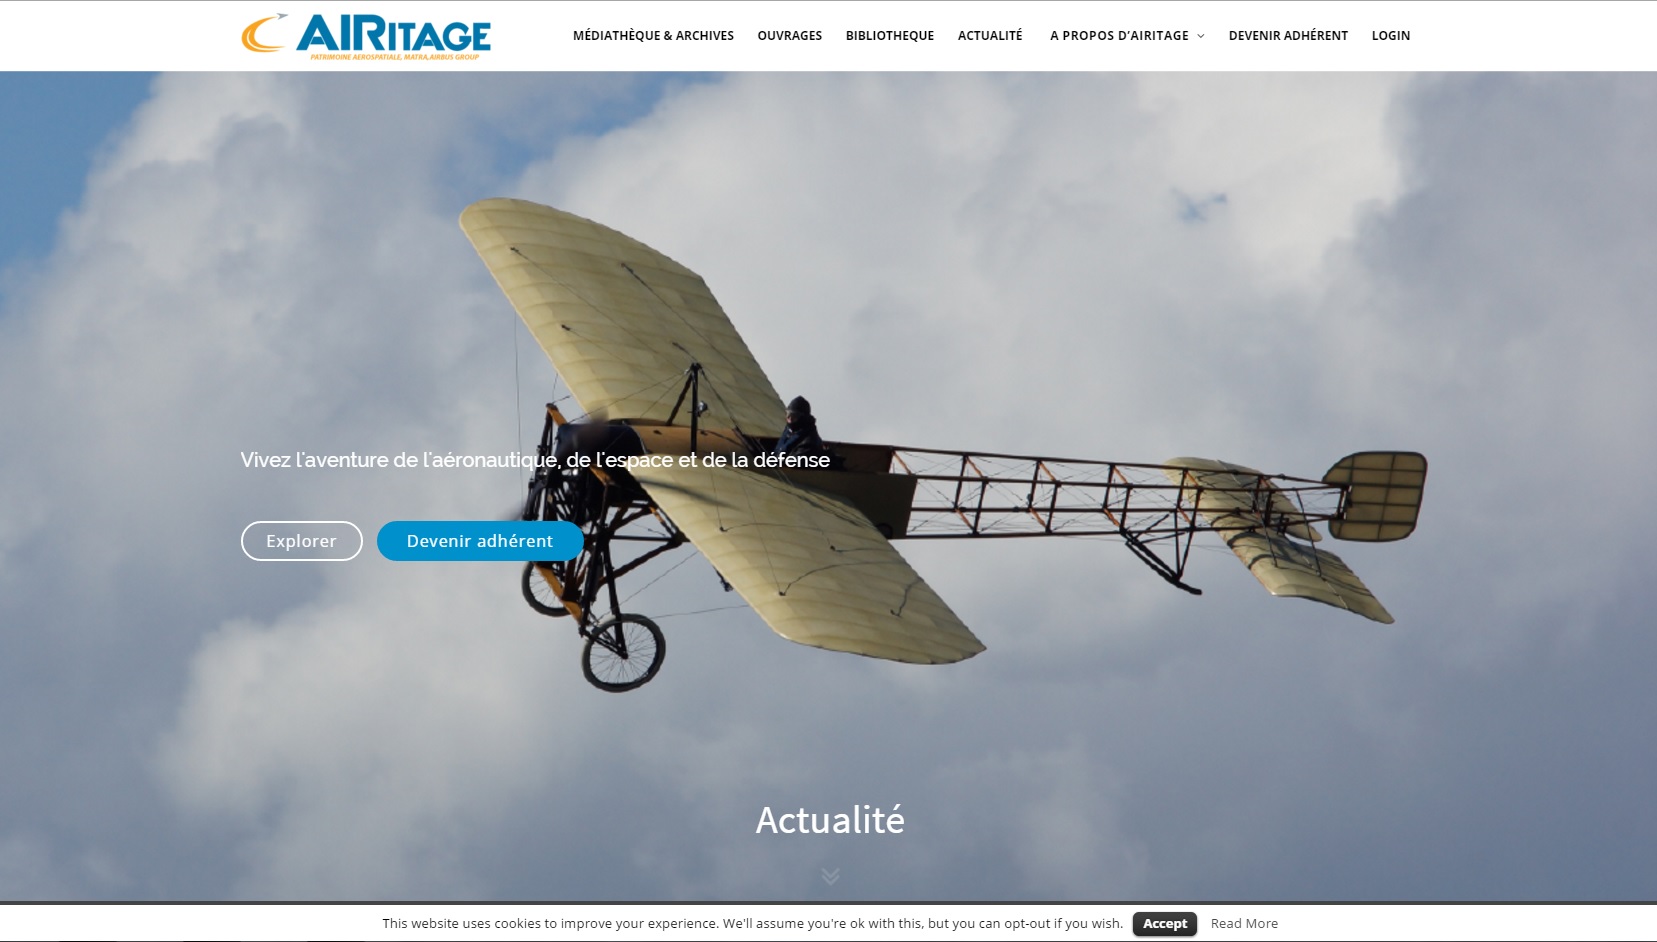 AIRITAGE
PATRIMOINE AEROSPATIALE, MATRA,AIRBUS GROUP
MÉDIATHÈQUE & ARCHIVES OUVRAGES BIBLIOTHEQUE ACTUALITÉ A PROPOS D’AIRITAGE DEVENIR ADHÉRENT LOGIN
Vivez l'aventure de l'aéronautique, de l'espace et de la défense
Explorer Devenir adhérent
Actualité
This website uses cookies to improve your experience. We'll assume you're ok with this, but you can opt-out if you wish. Accept Read More